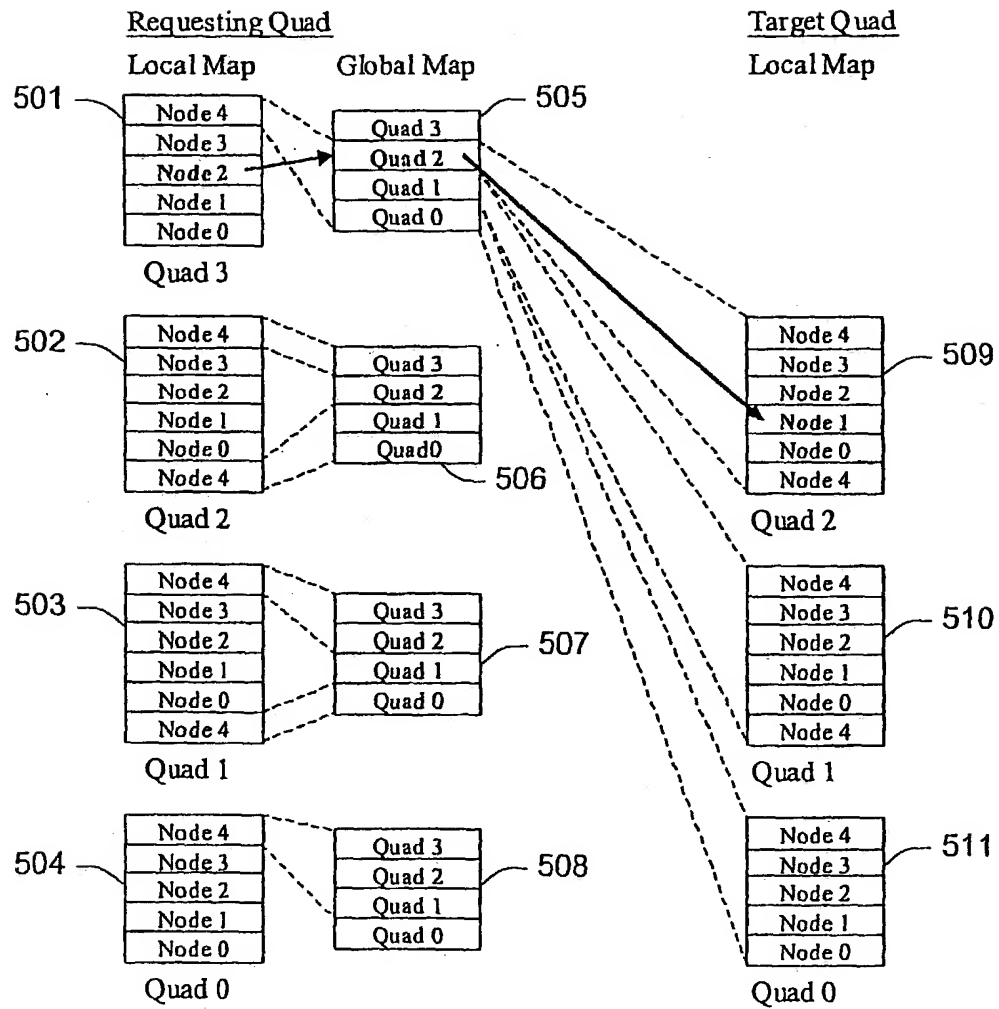 Requesting Quad
Target Quad
Local Map
Global Map
Local Map
501
Node 4
Node 3
Node 2
Node 1
Node 0
Quad 3
505
Quad 3
Quad 2
Quad 1
Quad 0
502
Node 4
Node 3
Node 2
Node 1
Node 0
Node 4
Quad 2
Quad 3
Quad 2
Quad 1
Quad0
506
509
Node 4
Node 3
Node 2
Node 1
Node 0
Node 4
Quad 2
503
Node 4
Node 3
Node 2
Node 1
Node 0
Node 4
Quad 1
507
Quad 3
Quad 2
Quad 1
Quad 0
510
Node 4
Node 3
Node 2
Node 1
Node 0
Node 4
Quad 1
504
Node 4
Node 3
Node 2
Node 1
Node 0
Quad 0
508
Quad 3
Quad 2
Quad 1
Quad 0
511
Node 4
Node 3
Node 2
Node 1
Node 0
Quad 0